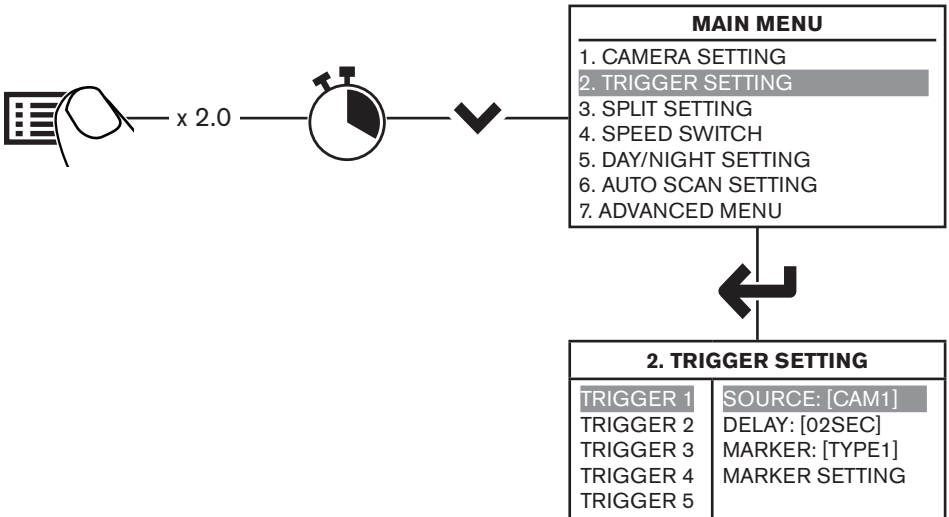 x 2.0
MAIN MENU
1. CAMERA SETTING
2. TRIGGER SETTING
3. SPLIT SETTING
4. SPEED SWITCH
5. DAY/NIGHT SETTING
6. AUTO SCAN SETTING
7. ADVANCED MENU
2. TRIGGER SETTING
TRIGGER 1 SOURCE: [CAM1]
TRIGGER 2 DELAY: [02SEC]
TRIGGER 3 MARKER: [TYPE1]
TRIGGER 4 MARKER SETTING
TRIGGER 5